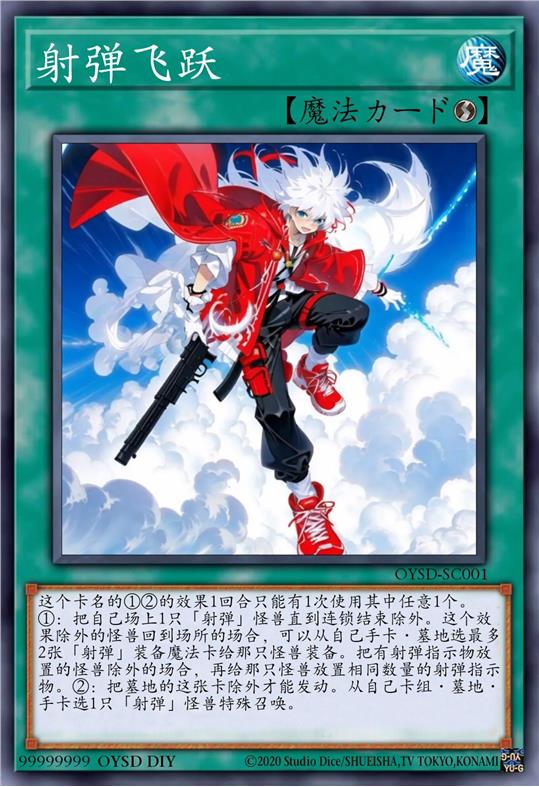 射弹飞跃
魔
【魔法カード】
OYSD-SC001
这个卡名的①②的效果1回合只能有1次使用其中任意1个。
①：把自己场上1只「射弹」怪兽直到连锁结束除外。这个效
果除外的怪兽回到场所的场合，可以从自己手卡·墓地选最多
2张「射弹」装备魔法卡给那只怪兽装备。把有射弹指示物放
置的怪兽除外的场合，再给那只怪兽放置相同数量的射弹指示
物。②：把墓地的这张卡除外才能发动。从自己卡组·墓地·
手卡选1只「射弹」怪兽特殊召唤。
99999999 OYSD DIY
©2020 Studio Dice/SHUEISHA,TV TOKYO,KONAMI